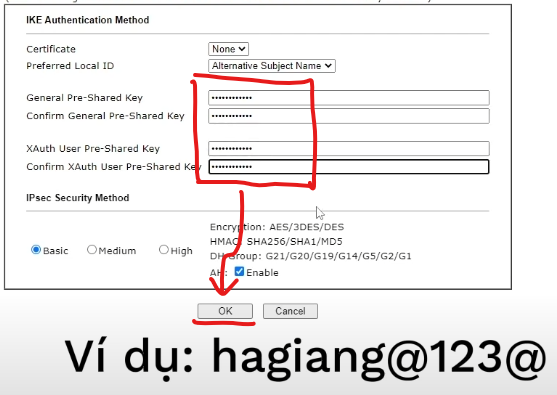 IKE Authentication Method
Certificate None
Preferred Local ID Alternative Subject Name
General Pre-Shared Key ••••••••••••
Confirm General Pre-Shared Key ••••••••••••
XAuth User Pre-Shared Key ••••••••••••
Confirm XAuth User Pre-Shared Key ••••••••••••
IPsec Security Method
Encryption: AES/3DES/DES
HMAC: SHA256/SHA1/MD5
Basic Medium High
DH Group: G21/G20/G19/G14/G5/G2/G1
AH: Enable
OK Cancel
Ví dụ: hagiang@123@